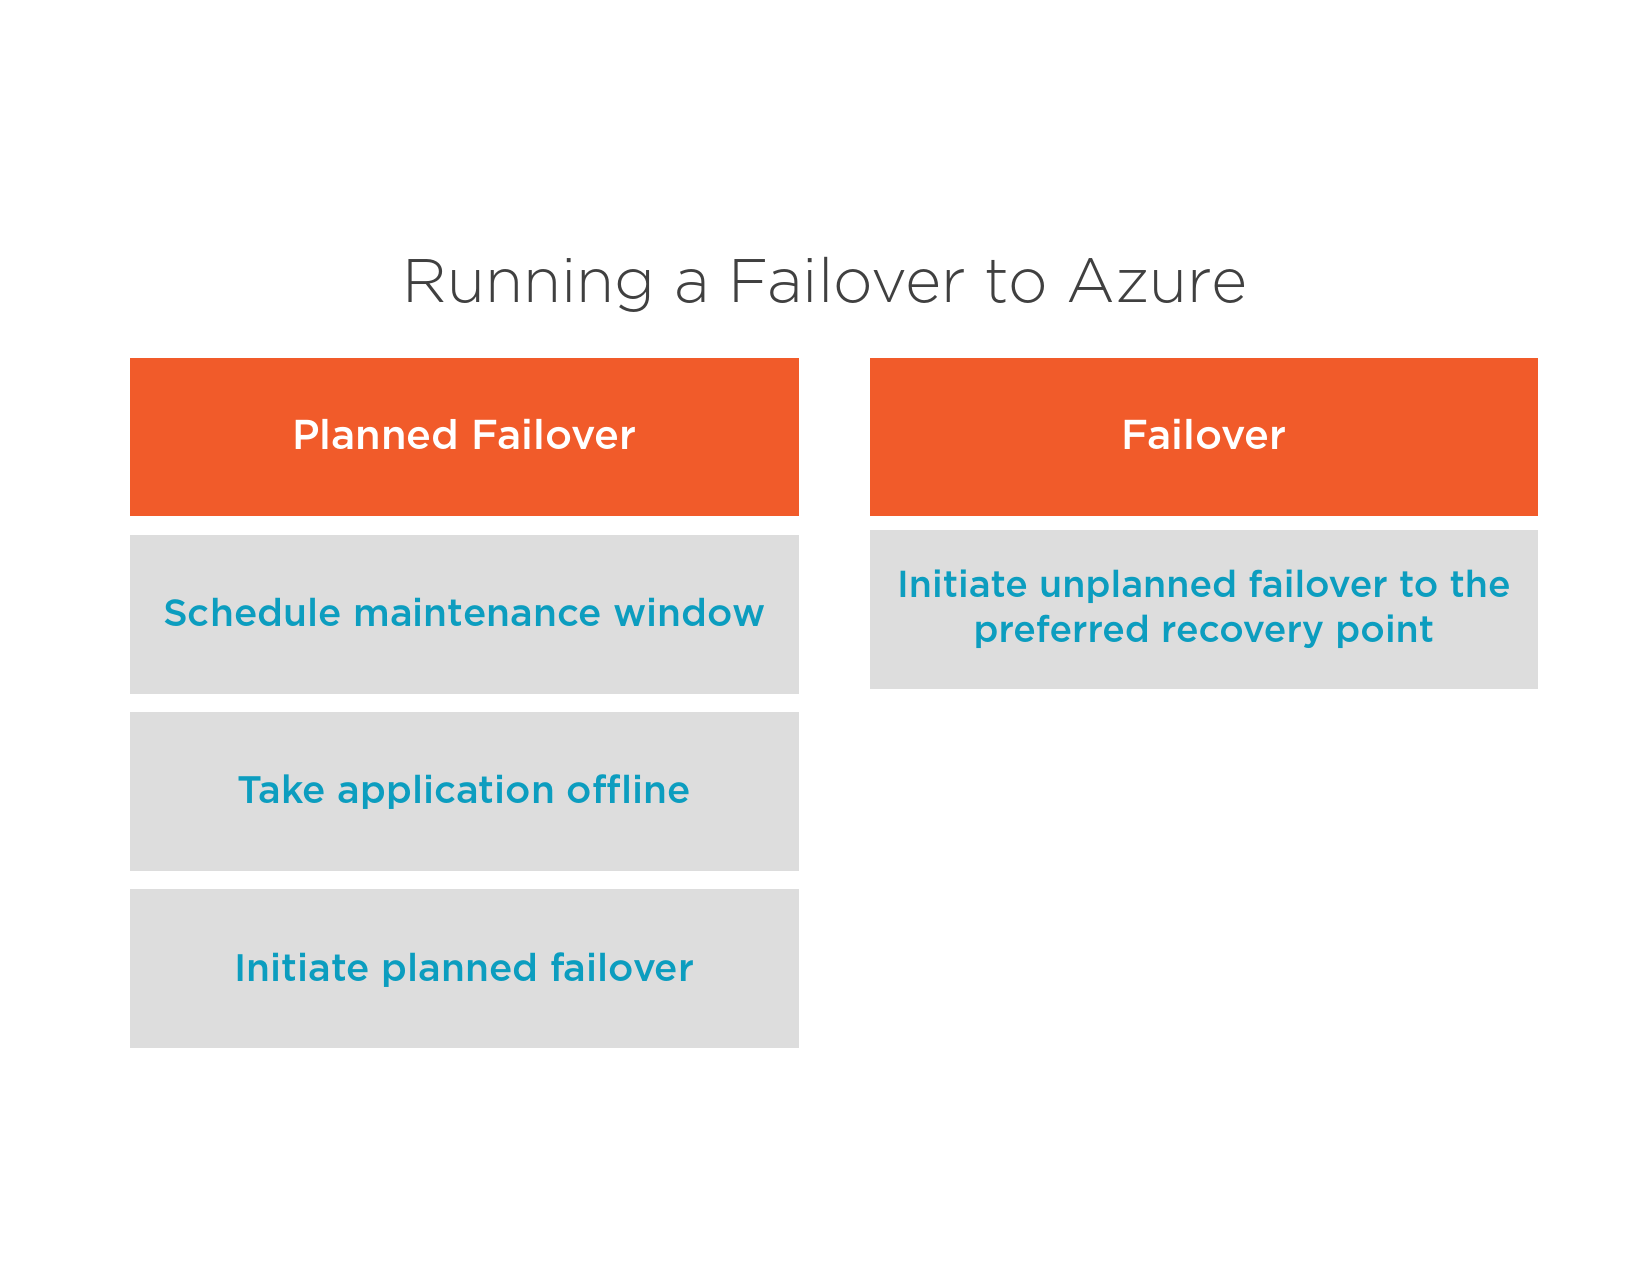 Running a Failover to Azure
Planned Failover
Schedule maintenance window
Take application offline
Initiate planned failover
Failover
Initiate unplanned failover to the
preferred recovery point